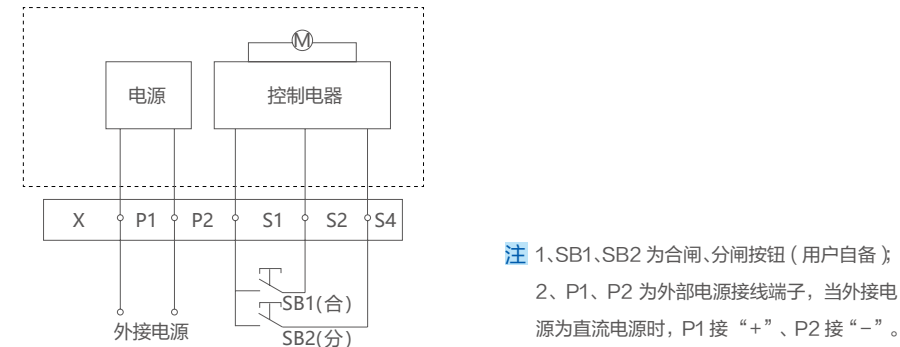 M
电源
控制电器
X P1 P2 S1 S2 S4
SB1(合)
外接电源
SB2(分)
注 1、SB1、SB2 为合闸、分闸按钮（用户自备）；
2、P1、P2 为外部电源接线端子，当外接电
源为直流电源时，P1 接“+”、P2 接“−”。